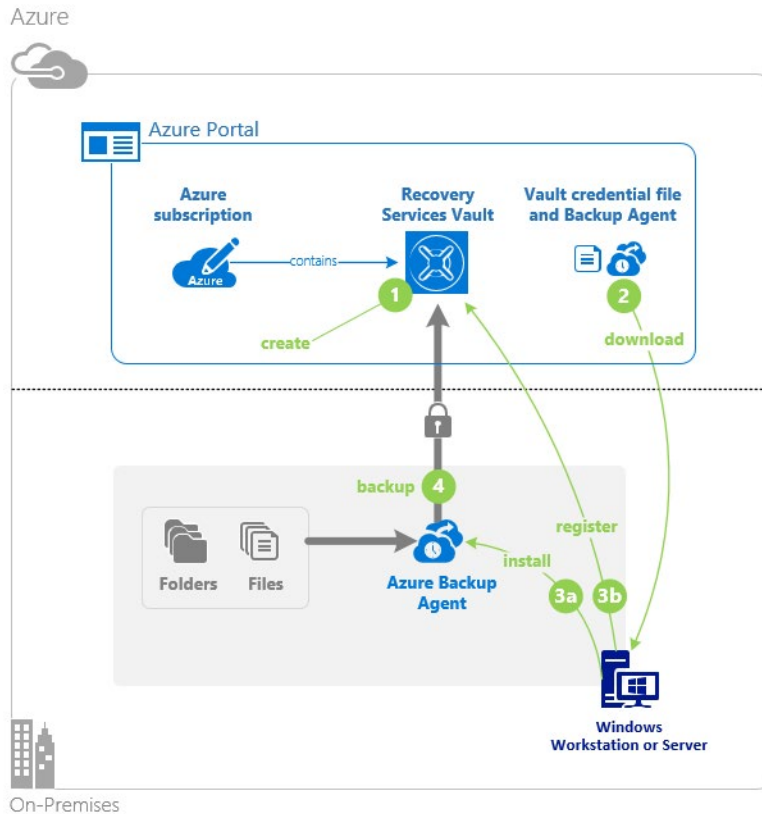 Azure
Azure Portal
Azure
subscription
Recovery
Services Vault
Vault credential file
and Backup Agent
Azure
contains
1
2
create
download
backup
4
register
install
Folders
Files
Azure Backup
Agent
3a
3b
Windows
Workstation or Server
On-Premises